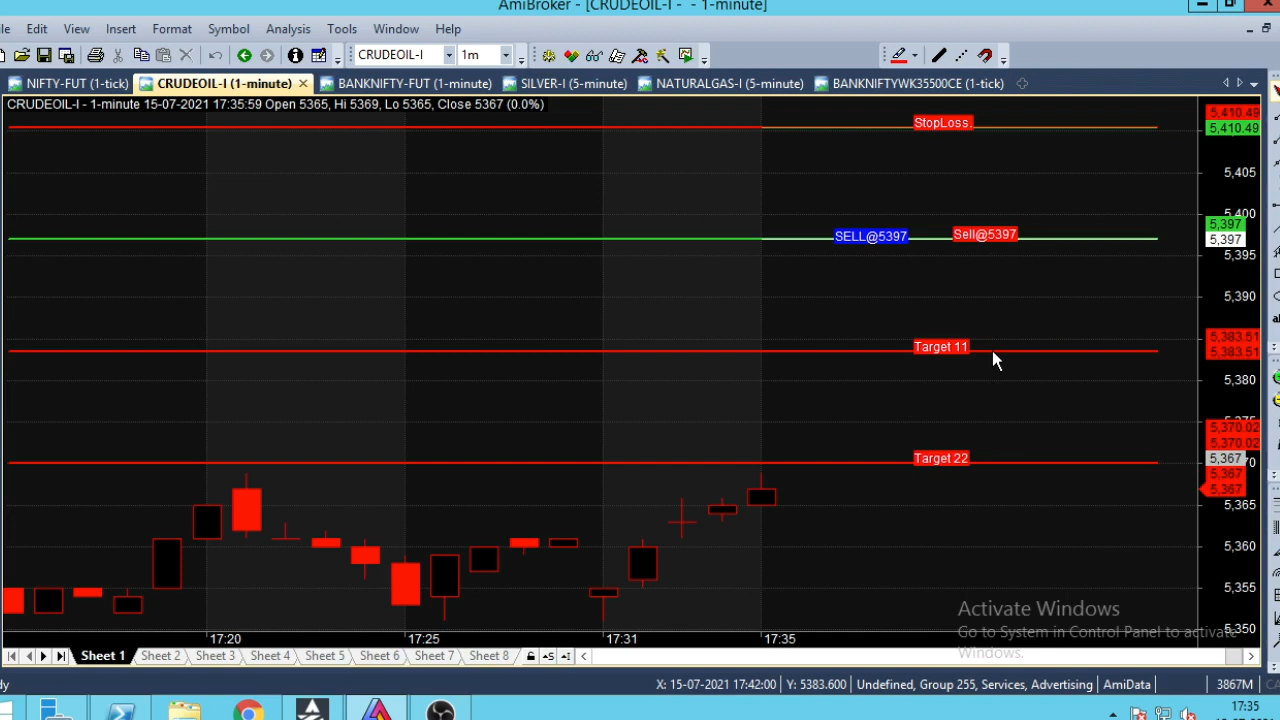 AmiBroker - [CRUDEOIL-I - - 1-minute]
Edit View Insert Format Symbol Analysis Tools Window Help
CRUDEOIL-I 1m
NIFTY-FUT (1-tick) CRUDEOIL-I (1-minute) BANKNIFTY-FUT (1-minute) SILVER-I (5-minute) NATURALGAS-I (5-minute) BANKNIFTYWK35500CE (1-tick)
CRUDEOIL-I - 1-minute 15-07-2021 17:35:59 Open 5365, Hi 5369, Lo 5365, Close 5367 (0.0%)
5,410.49
StopLoss.
5,410.49
5,405
5,400
5,397
SELL@5397 Sell@5397
5,397
5,395
5,390
5,383.51
Target 11
5,383.51
5,380
5,370.02
5,370.02
Target 22
5,367
5,367
5,367
5,365
5,360
5,355
5,350
Activate Windows
Go to System in Control Panel to activate
Windows.
17:20 17:25 17:31 17:35
Sheet 1 Sheet 2 Sheet 3 Sheet 4 Sheet 5 Sheet 6 Sheet 7 Sheet 8
X: 15-07-2021 17:42:00 Y: 5383.600 Undefined, Group 255, Services, Advertising AmiData 3867M
17:35